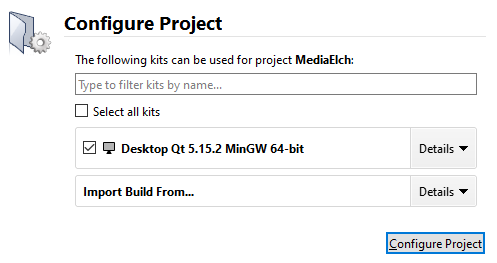 Configure Project
The following kits can be used for project MediaElch:
Type to filter kits by name...
Select all kits
Desktop Qt 5.15.2 MinGW 64-bit
Details
Import Build From...
Details
Configure Project